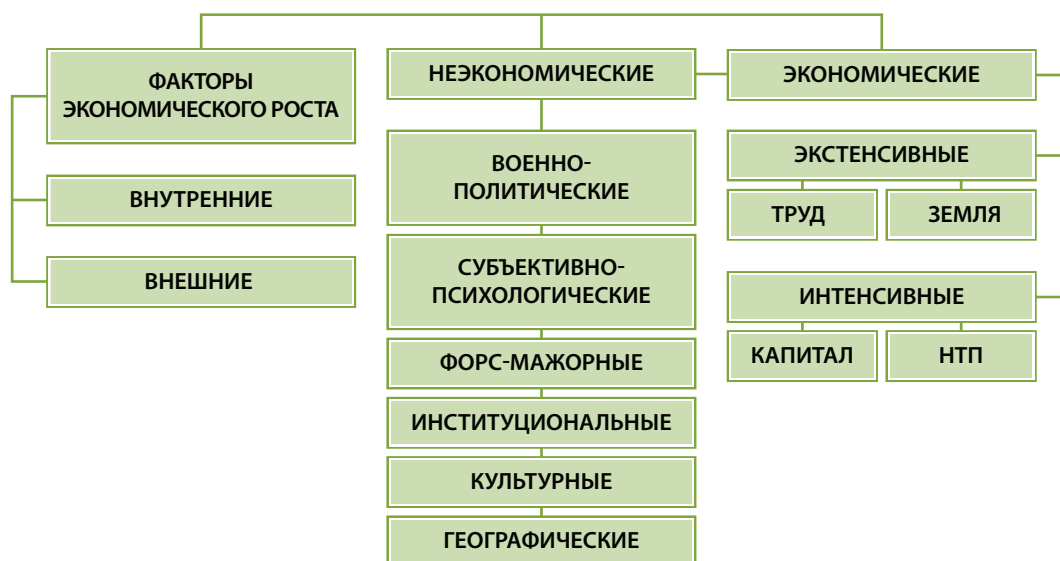 ФАКТОРЫ
ЭКОНОМИЧЕСКОГО РОСТА
ВНУТРЕННИЕ
ВНЕШНИЕ
НЕЭКОНОМИЧЕСКИЕ
ВОЕННО-
ПОЛИТИЧЕСКИЕ
СУБЪЕКТИВНО-
ПСИХОЛОГИЧЕСКИЕ
ФОРС-МАЖОРНЫЕ
ИНСТИТУЦИОНАЛЬНЫЕ
КУЛЬТУРНЫЕ
ГЕОГРАФИЧЕСКИЕ
ЭКОНОМИЧЕСКИЕ
ЭКСТЕНСИВНЫЕ
ТРУД
ЗЕМЛЯ
ИНТЕНСИВНЫЕ
КАПИТАЛ
НТП